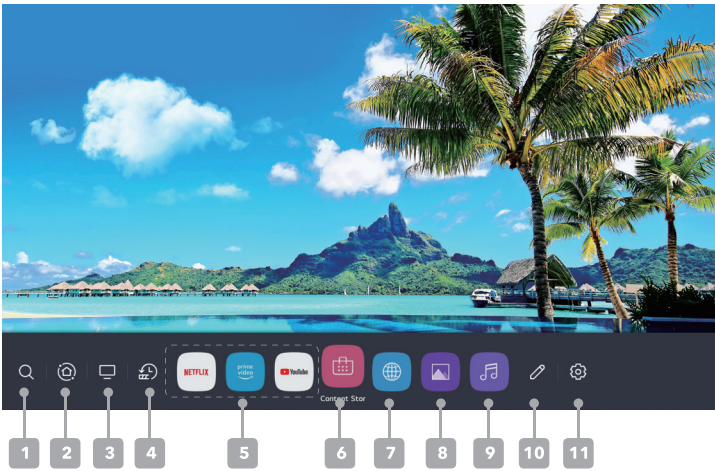 NETFLIX
prime video
YouTube
Content Stor
1 2 3 4 5 6 7 8 9 10 11